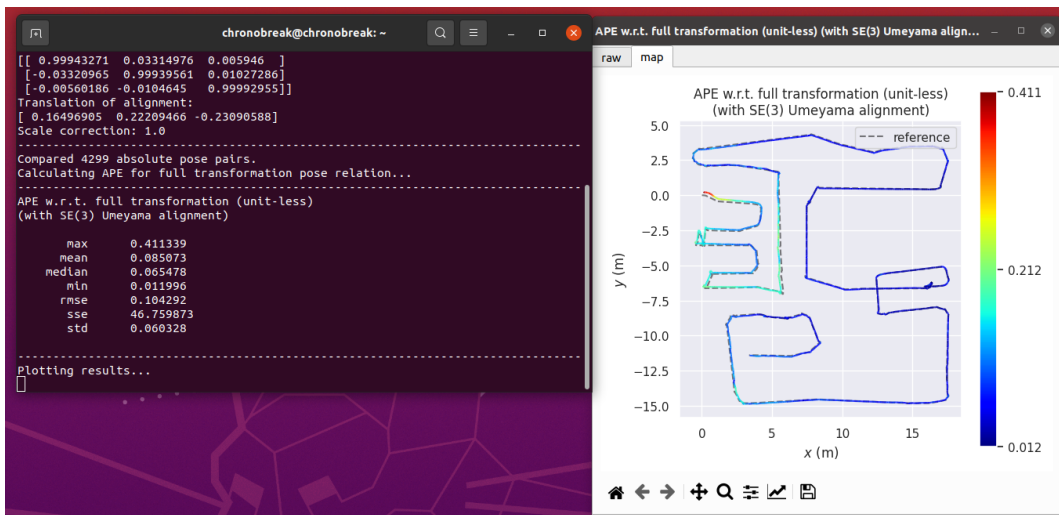 chronobreak@chronobreak: ~
[[ 0.99943271  0.03314976  0.005946  ]
 [-0.03320965  0.99939561  0.01027286]
 [-0.00560186 -0.0104645   0.99992955]]
Translation of alignment:
[ 0.16496905  0.22209466 -0.23090588]
Scale correction: 1.0
--------------------------------------------------------------------------------
Compared 4299 absolute pose pairs.
Calculating APE for full transformation pose relation...
--------------------------------------------------------------------------------
APE w.r.t. full transformation (unit-less)
(with SE(3) Umeyama alignment)
max 0.411339
mean 0.085073
median 0.065478
min 0.011996
rmse 0.104292
sse 46.759873
std 0.060328
--------------------------------------------------------------------------------
Plotting results...
APE w.r.t. full transformation (unit-less) (with SE(3) Umeyama align...
raw map
APE w.r.t. full transformation (unit-less)
(with SE(3) Umeyama alignment)
reference
5.0
2.5
0.0
−2.5
−5.0
−7.5
−10.0
−12.5
−15.0
y (m)
0 5 10 15
x (m)
0.411
0.212
0.012